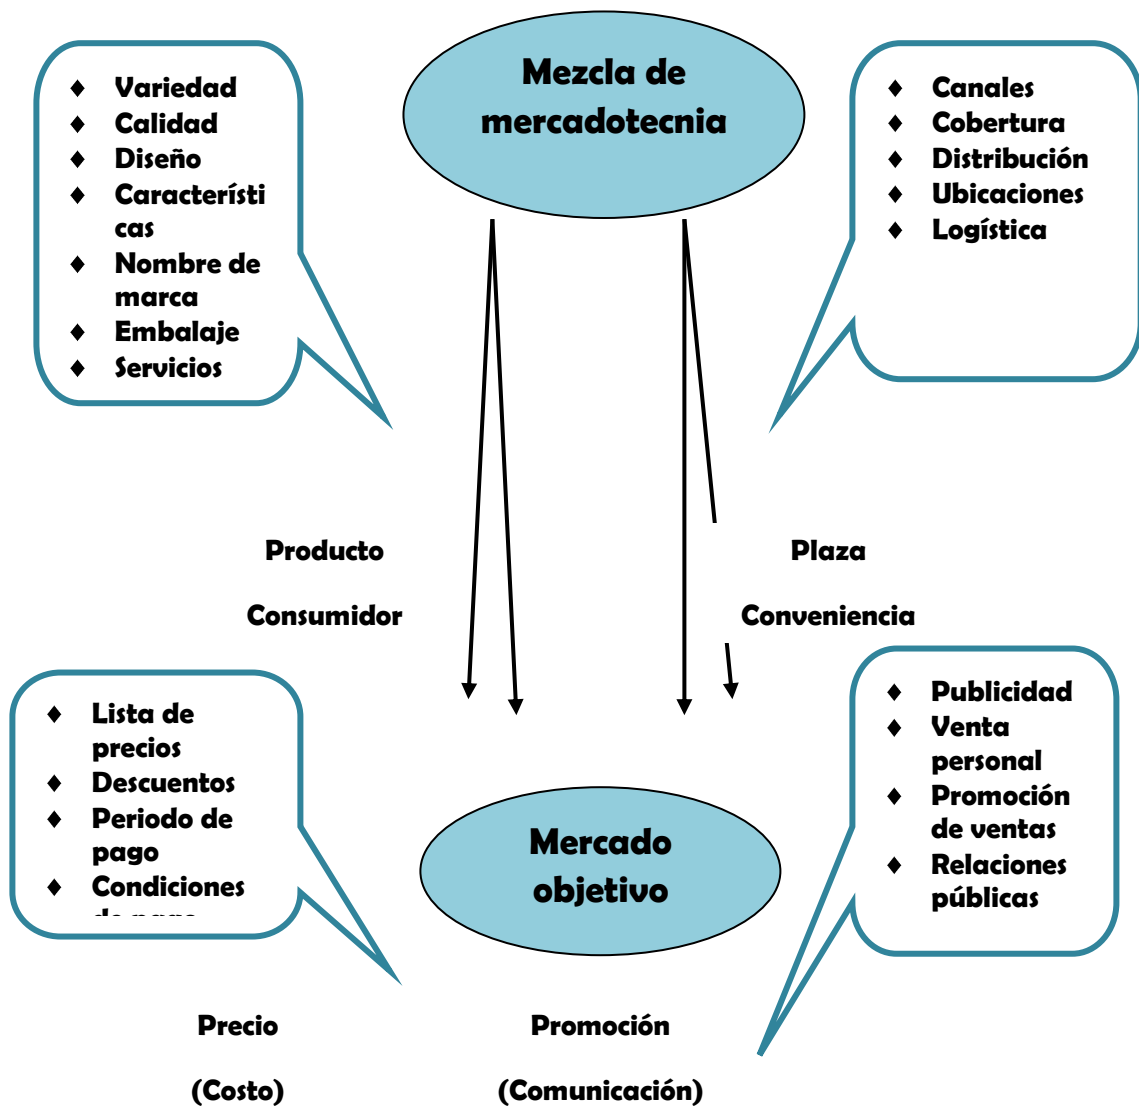 Mezcla de
mercadotecnia
♦ Variedad
♦ Calidad
♦ Diseño
♦ Característi
cas
♦ Nombre de
marca
♦ Embalaje
♦ Servicios
♦ Canales
♦ Cobertura
♦ Distribución
♦ Ubicaciones
♦ Logística
Producto
Consumidor
Plaza
Conveniencia
♦ Lista de
precios
♦ Descuentos
♦ Periodo de
pago
♦ Condiciones
de pago
Mercado
objetivo
♦ Publicidad
♦ Venta
personal
♦ Promoción
de ventas
♦ Relaciones
públicas
Precio
(Costo)
Promoción
(Comunicación)